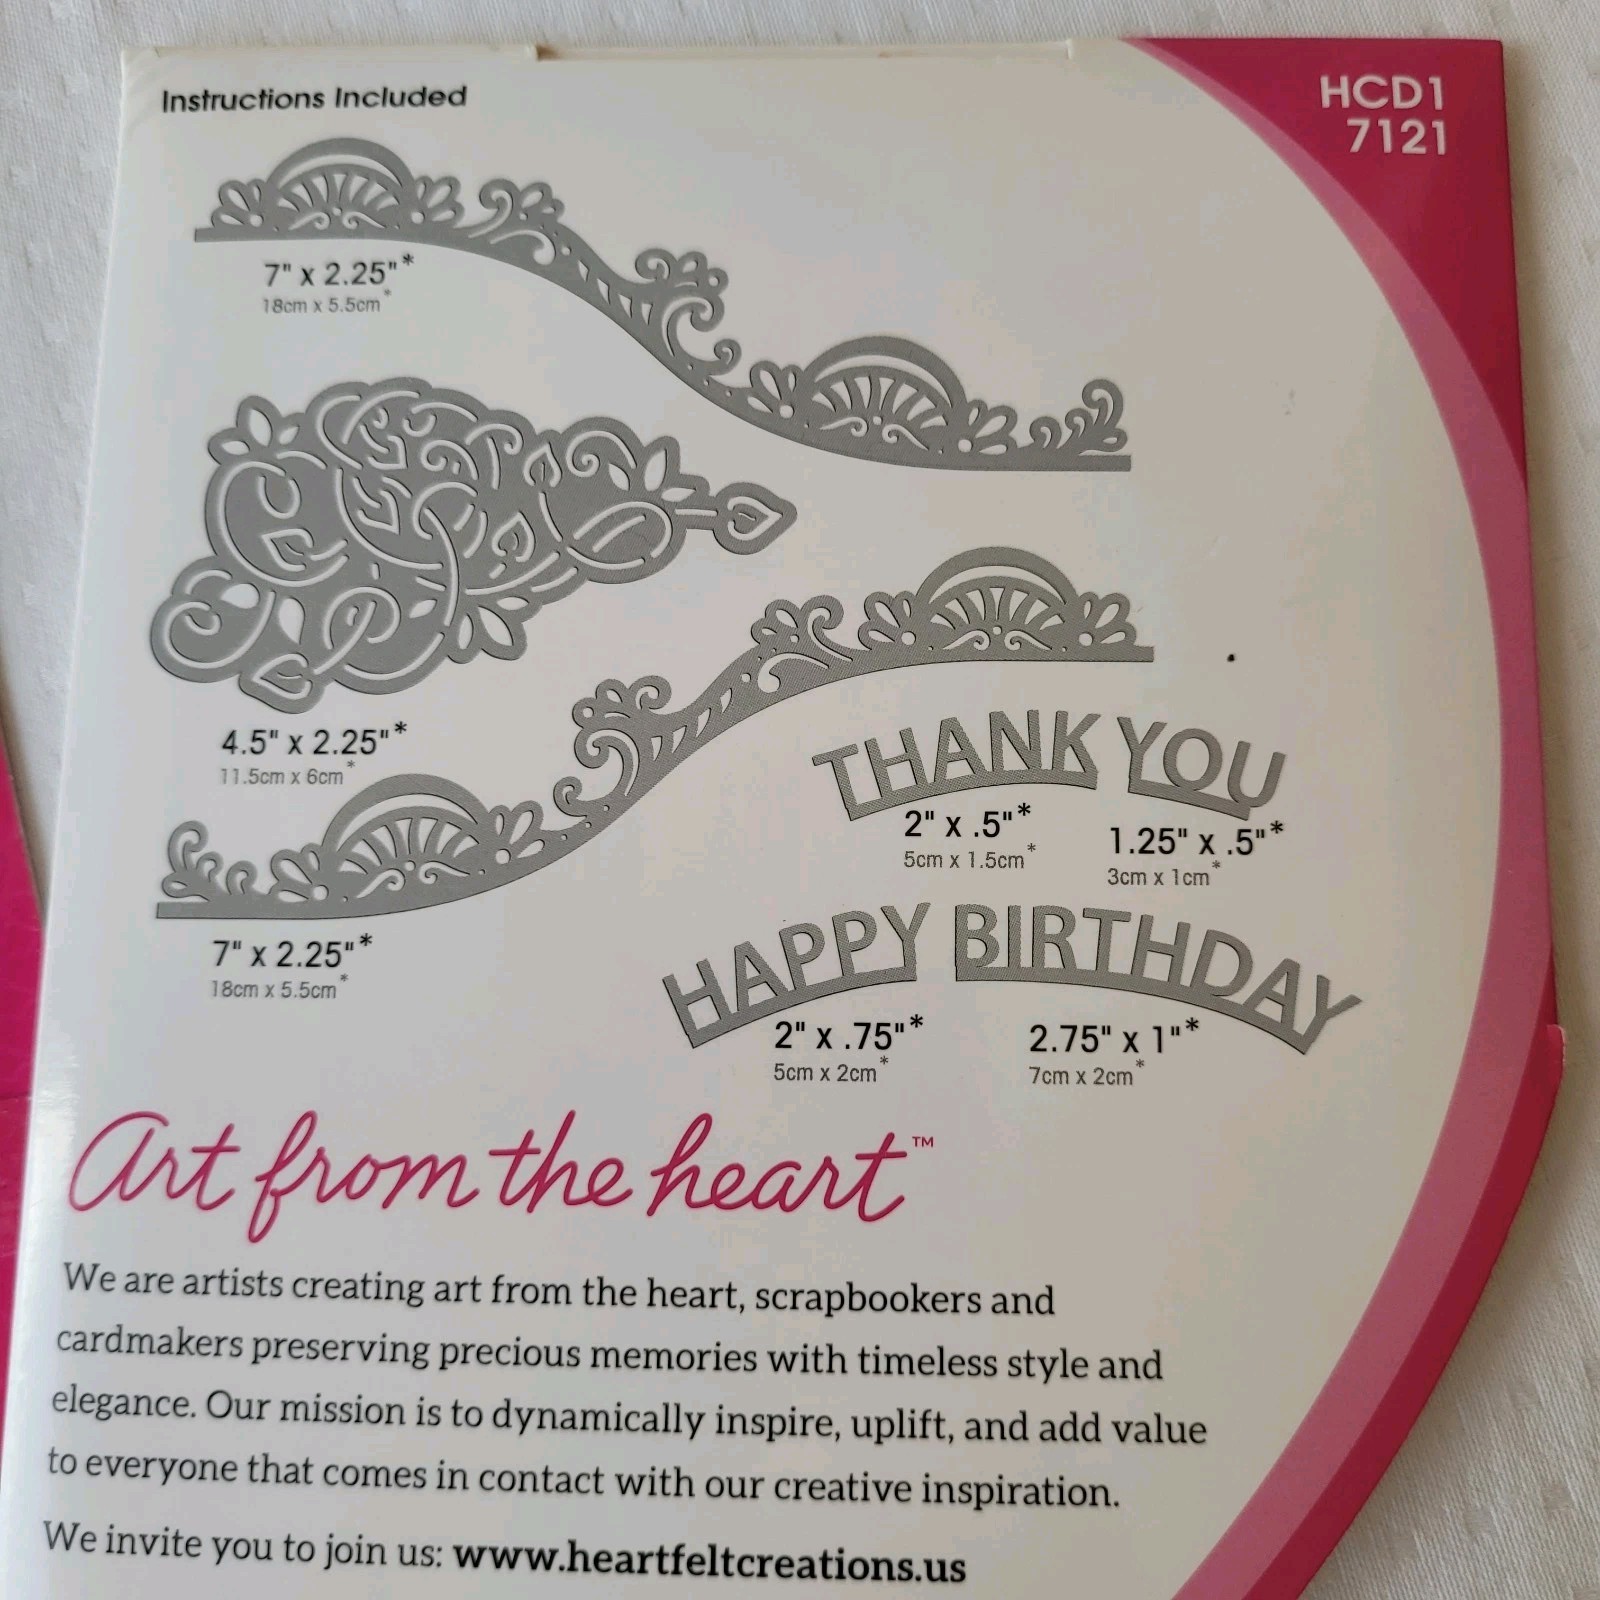 Instructions Included
HCD1
7121
7" x 2.25"*
18cm x 5.5cm*
4.5" x 2.25"*
11.5cm x 6cm*
THANK YOU
2" x .5"*
5cm x 1.5cm*
1.25" x .5"*
3cm x 1cm*
7" x 2.25"*
18cm x 5.5cm*
HAPPY BIRTHDAY
2" x .75"*
5cm x 2cm*
2.75" x 1"*
7cm x 2cm*
Art from the heart™
We are artists creating art from the heart, scrapbookers and
cardmakers preserving precious memories with timeless style and
elegance. Our mission is to dynamically inspire, uplift, and add value
to everyone that comes in contact with our creative inspiration.
We invite you to join us: www.heartfeltcreations.us